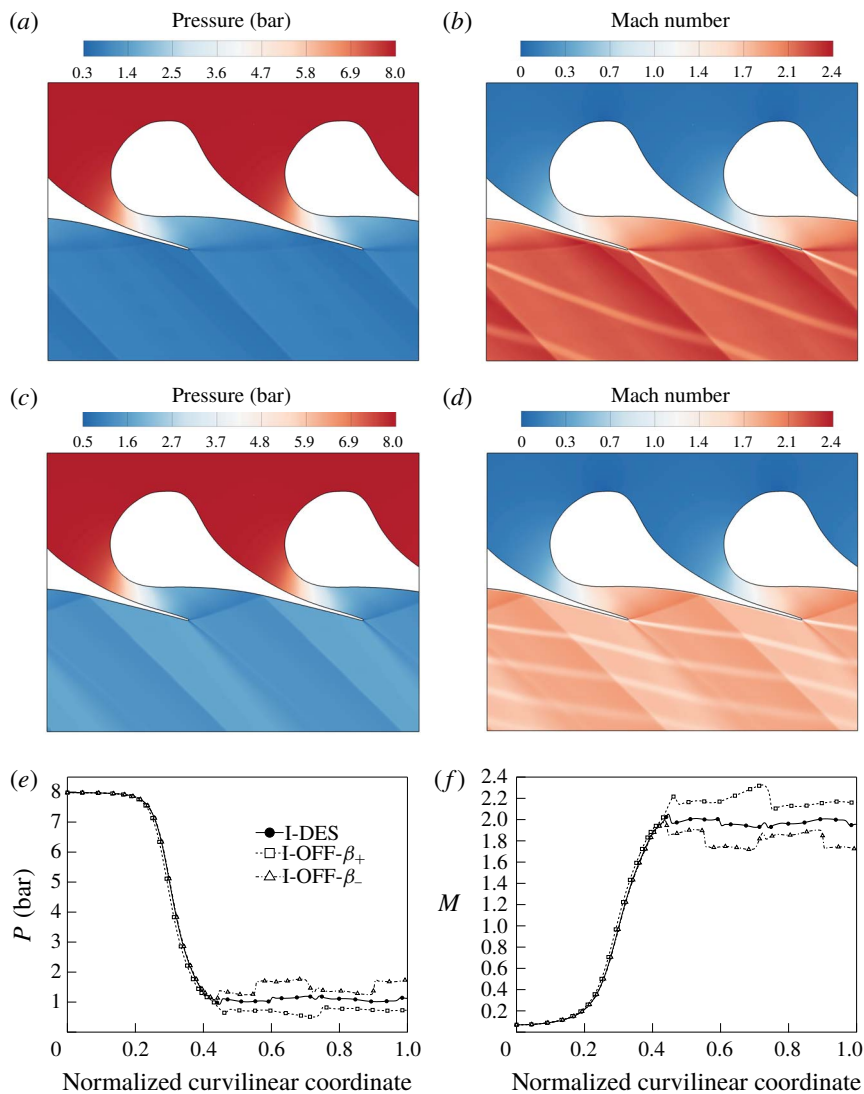 (a) Pressure (bar)
0.3 1.4 2.5 3.6 4.7 5.8 6.9 8.0
(b) Mach number
0 0.3 0.7 1.0 1.4 1.7 2.1 2.4
(c) Pressure (bar)
0.5 1.6 2.7 3.7 4.8 5.9 6.9 8.0
(d) Mach number
0 0.3 0.7 1.0 1.4 1.7 2.1 2.4
(e)
8
7
6
5
4
3
2
1
P (bar)
I-DES
I-OFF-β+
I-OFF-β−
0 0.2 0.4 0.6 0.8 1.0
Normalized curvilinear coordinate
(f)
2.4
2.2
2.0
1.8
1.6
1.4
1.2
1.0
0.8
0.6
0.4
0.2
M
0 0.2 0.4 0.6 0.8 1.0
Normalized curvilinear coordinate